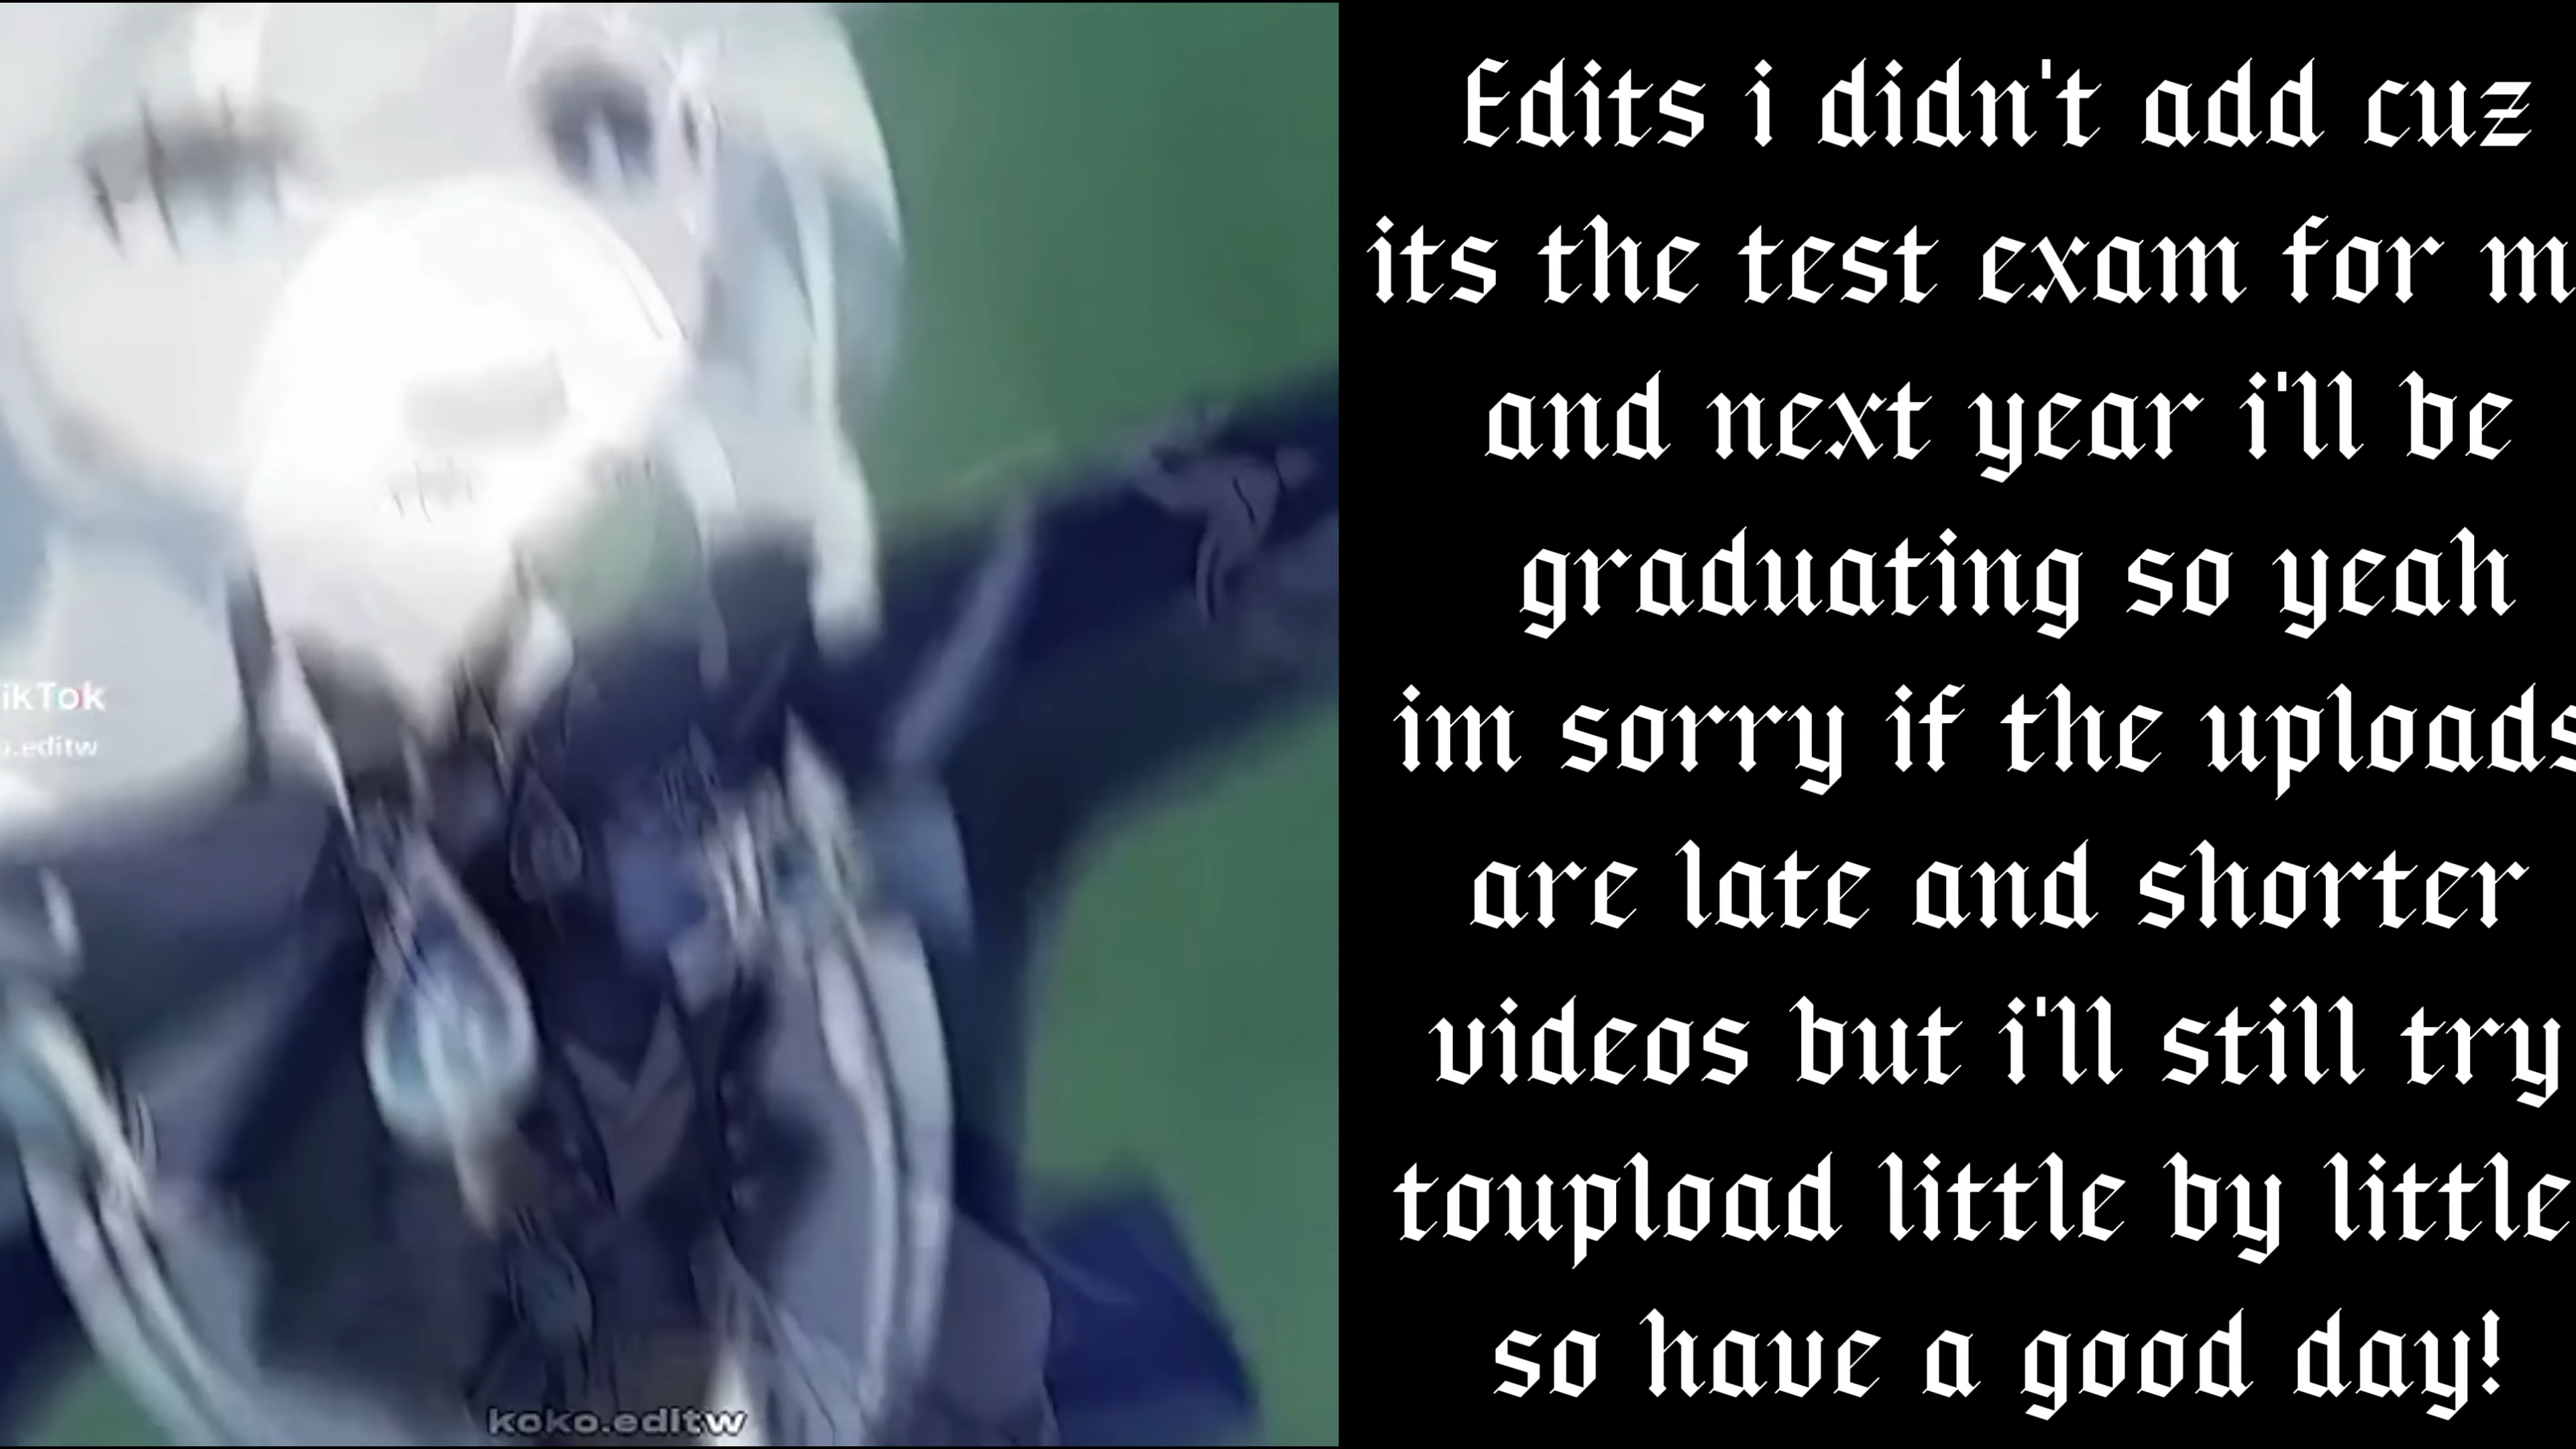 ikTok
o.editw
koko.editw
Edits i didn't add cuz
its the test exam for m
and next year i'll be
graduating so yeah
im sorry if the uploads
are late and shorter
videos but i'll still try
toupload little by little
so have a good day!